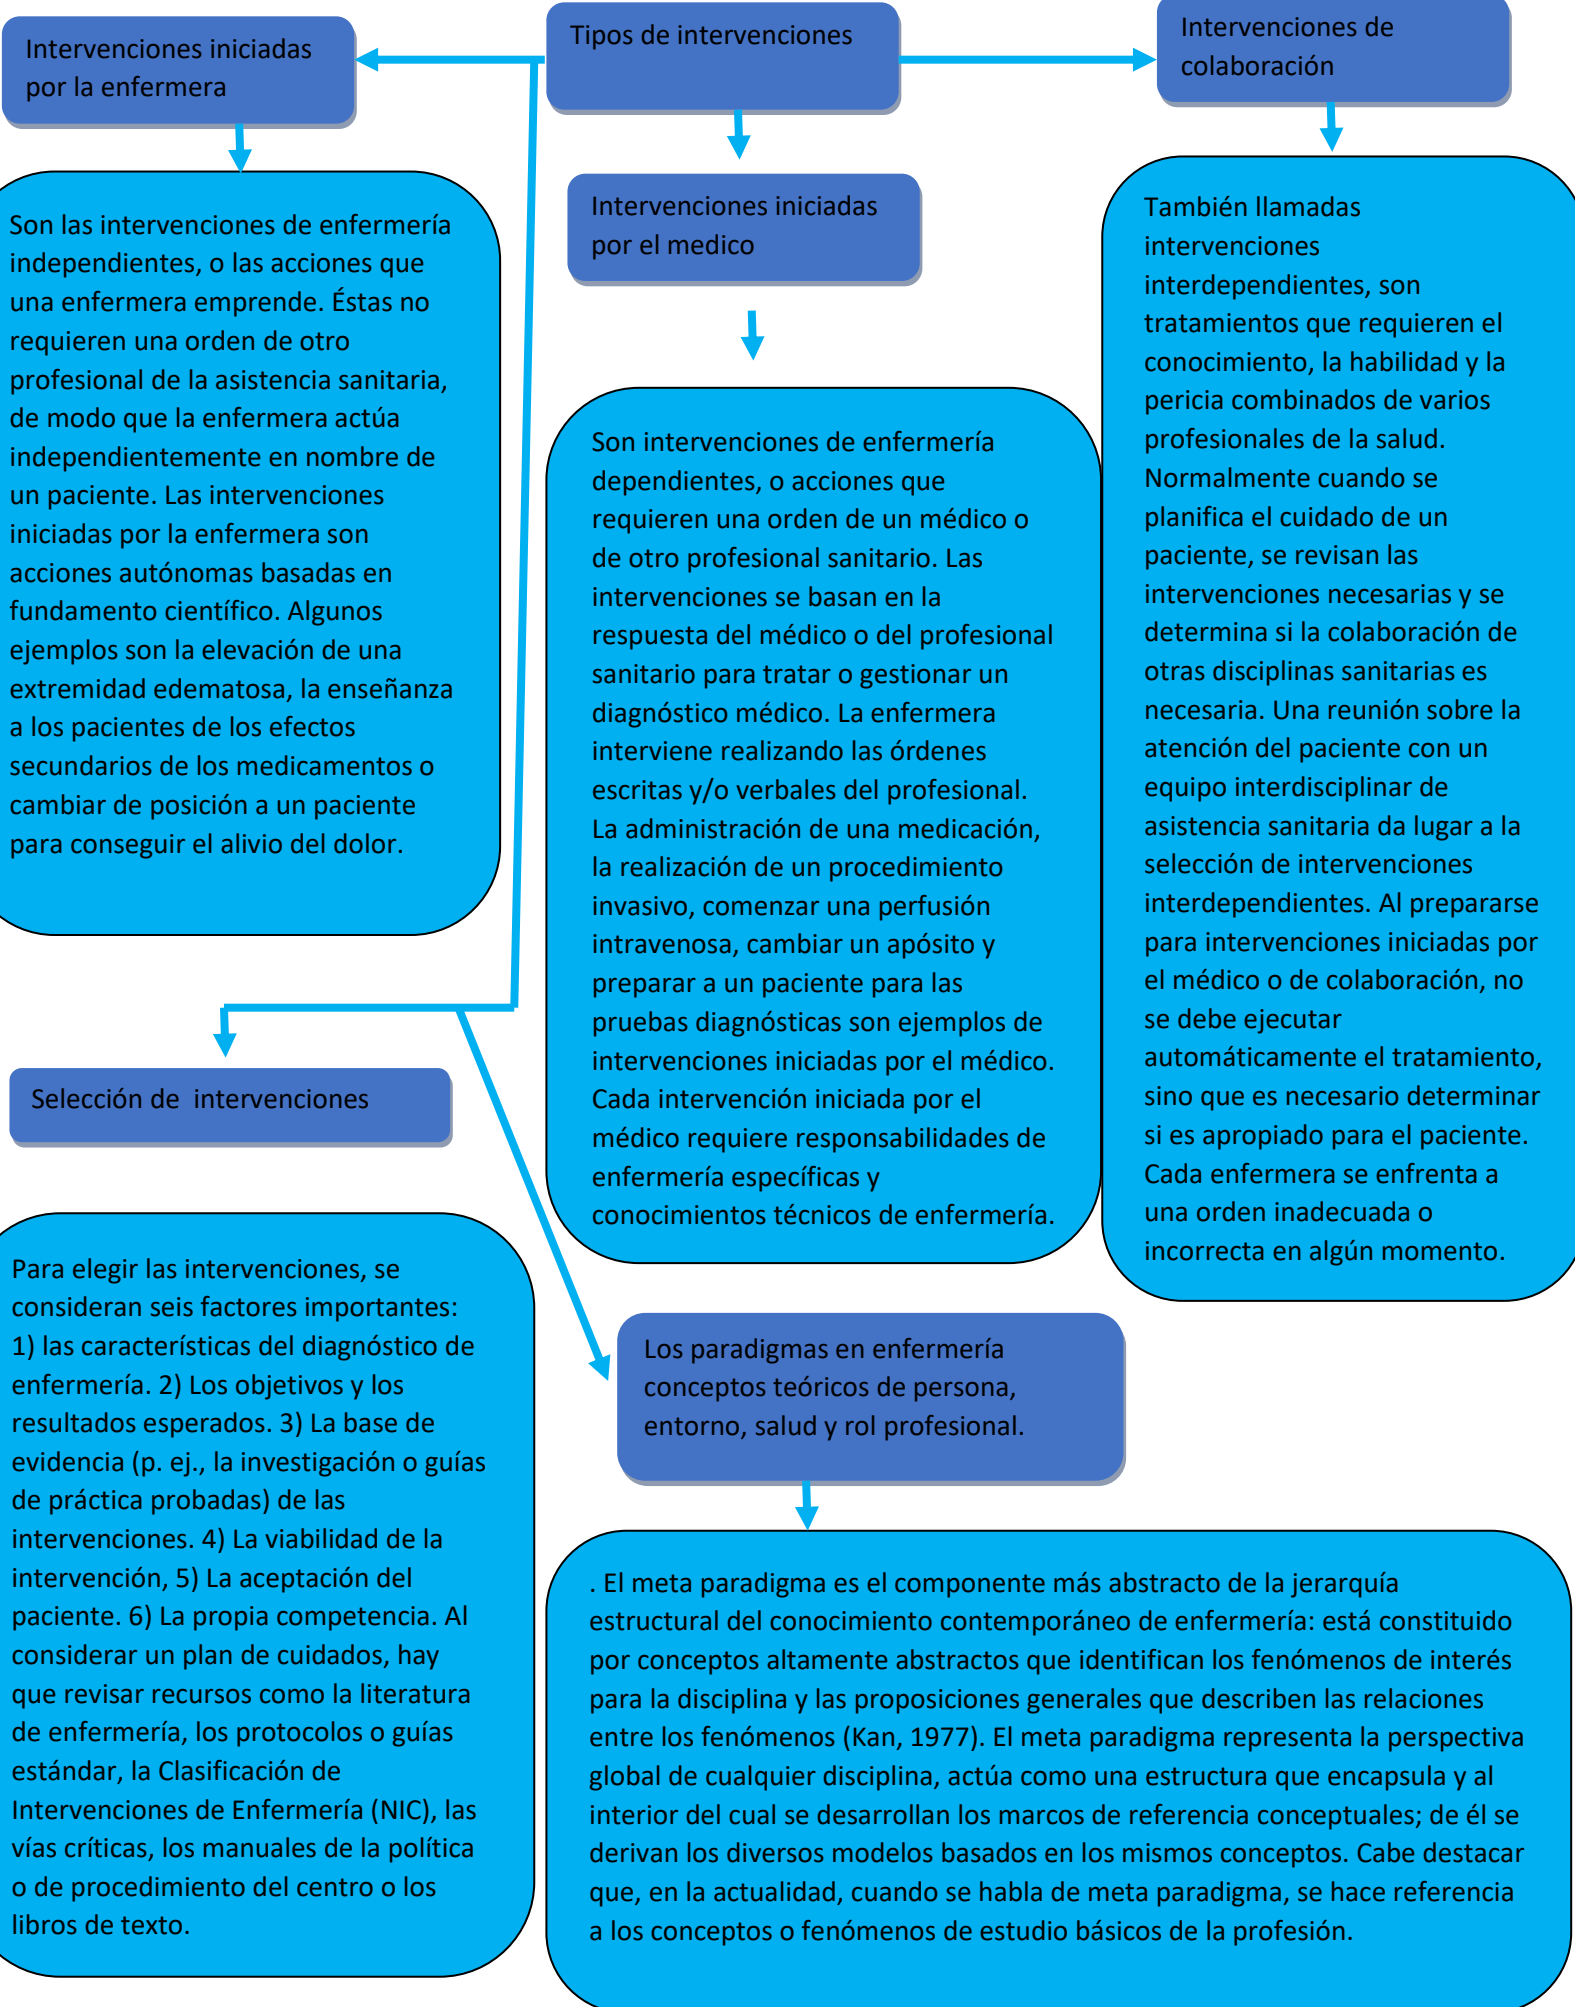 Intervenciones iniciadas
por la enfermera
Tipos de intervenciones
Intervenciones de
colaboración
Son las intervenciones de enfermería
independientes, o las acciones que
una enfermera emprende. Éstas no
requieren una orden de otro
profesional de la asistencia sanitaria,
de modo que la enfermera actúa
independientemente en nombre de
un paciente. Las intervenciones
iniciadas por la enfermera son
acciones autónomas basadas en
fundamento científico. Algunos
ejemplos son la elevación de una
extremidad edematosa, la enseñanza
a los pacientes de los efectos
secundarios de los medicamentos o
cambiar de posición a un paciente
para conseguir el alivio del dolor.
Intervenciones iniciadas
por el medico
Son intervenciones de enfermería
dependientes, o acciones que
requieren una orden de un médico o
de otro profesional sanitario. Las
intervenciones se basan en la
respuesta del médico o del profesional
sanitario para tratar o gestionar un
diagnóstico médico. La enfermera
interviene realizando las órdenes
escritas y/o verbales del profesional.
La administración de una medicación,
la realización de un procedimiento
invasivo, comenzar una perfusión
intravenosa, cambiar un apósito y
preparar a un paciente para las
pruebas diagnósticas son ejemplos de
intervenciones iniciadas por el médico.
Cada intervención iniciada por el
médico requiere responsabilidades de
enfermería específicas y
conocimientos técnicos de enfermería.
También llamadas
intervenciones
interdependientes, son
tratamientos que requieren el
conocimiento, la habilidad y la
pericia combinados de varios
profesionales de la salud.
Normalmente cuando se
planifica el cuidado de un
paciente, se revisan las
intervenciones necesarias y se
determina si la colaboración de
otras disciplinas sanitarias es
necesaria. Una reunión sobre la
atención del paciente con un
equipo interdisciplinar de
asistencia sanitaria da lugar a la
selección de intervenciones
interdependientes. Al prepararse
para intervenciones iniciadas por
el médico o de colaboración, no
se debe ejecutar
automáticamente el tratamiento,
sino que es necesario determinar
si es apropiado para el paciente.
Cada enfermera se enfrenta a
una orden inadecuada o
incorrecta en algún momento.
Selección de  intervenciones
Para elegir las intervenciones, se
consideran seis factores importantes:
1) las características del diagnóstico de
enfermería. 2) Los objetivos y los
resultados esperados. 3) La base de
evidencia (p. ej., la investigación o guías
de práctica probadas) de las
intervenciones. 4) La viabilidad de la
intervención, 5) La aceptación del
paciente. 6) La propia competencia. Al
considerar un plan de cuidados, hay
que revisar recursos como la literatura
de enfermería, los protocolos o guías
estándar, la Clasificación de
Intervenciones de Enfermería (NIC), las
vías críticas, los manuales de la política
o de procedimiento del centro o los
libros de texto.
Los paradigmas en enfermería
conceptos teóricos de persona,
entorno, salud y rol profesional.
. El meta paradigma es el componente más abstracto de la jerarquía
estructural del conocimiento contemporáneo de enfermería: está constituido
por conceptos altamente abstractos que identifican los fenómenos de interés
para la disciplina y las proposiciones generales que describen las relaciones
entre los fenómenos (Kan, 1977). El meta paradigma representa la perspectiva
global de cualquier disciplina, actúa como una estructura que encapsula y al
interior del cual se desarrollan los marcos de referencia conceptuales; de él se
derivan los diversos modelos basados en los mismos conceptos. Cabe destacar
que, en la actualidad, cuando se habla de meta paradigma, se hace referencia
a los conceptos o fenómenos de estudio básicos de la profesión.